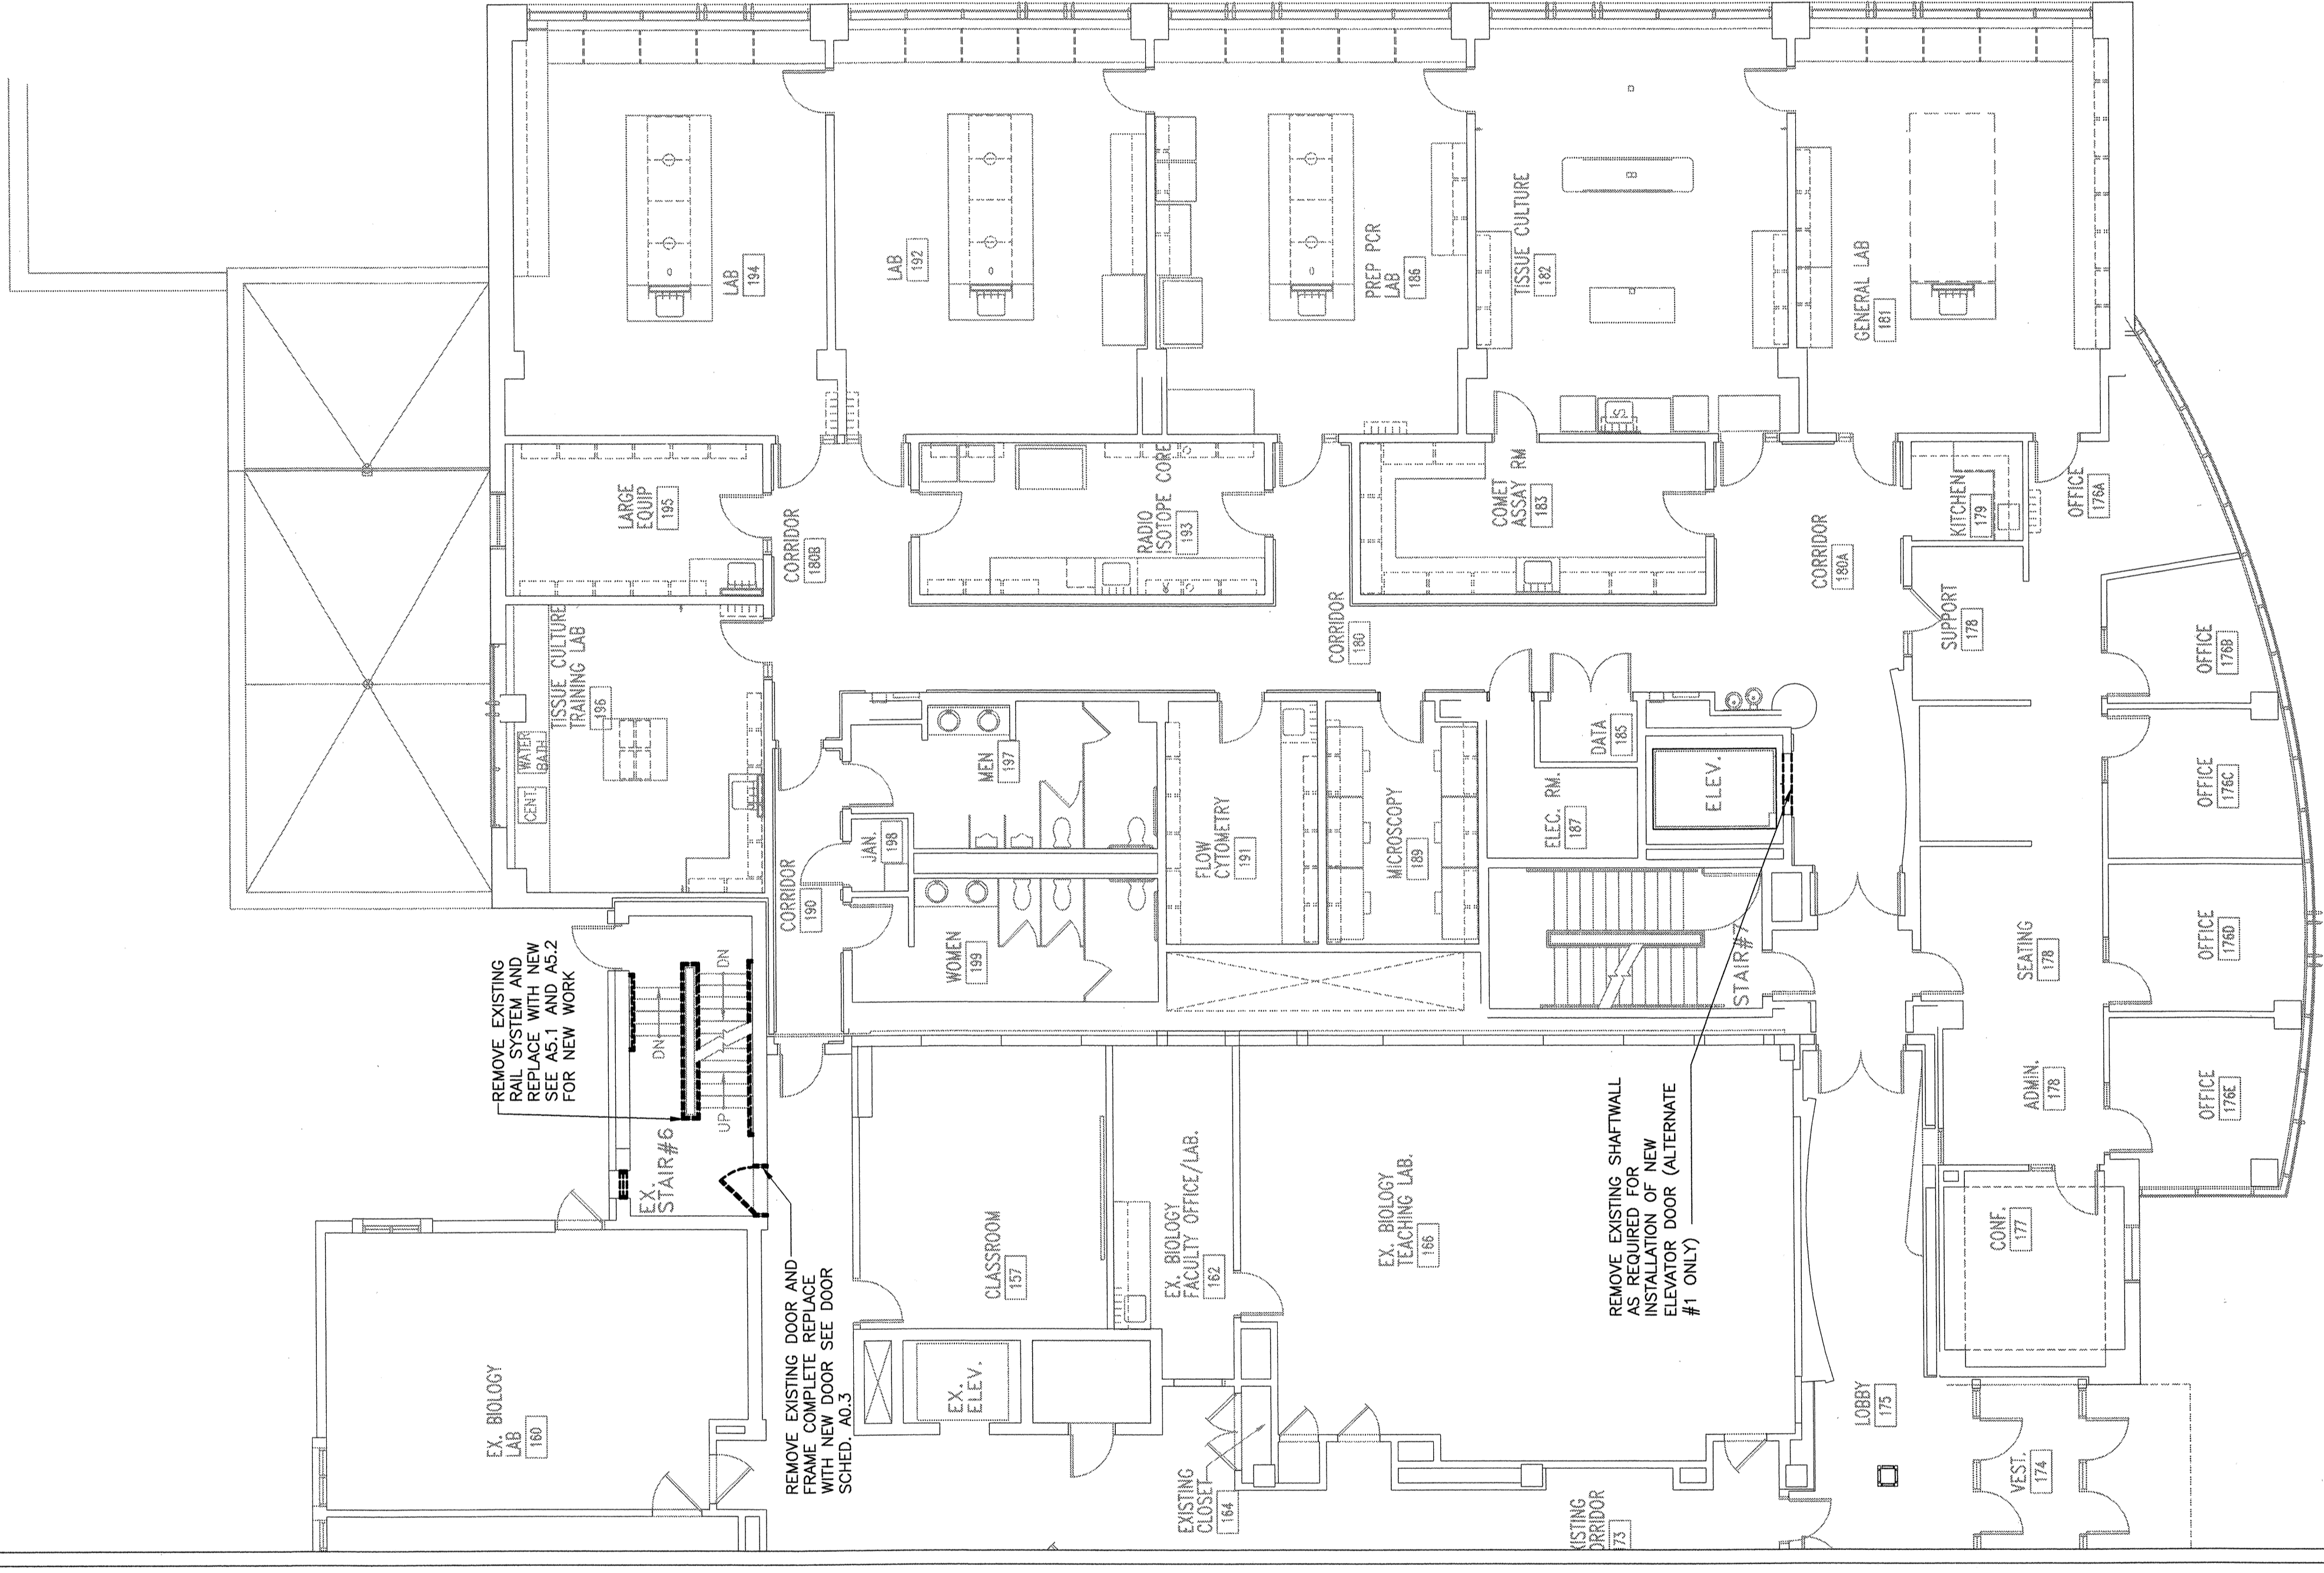 REMOVE EXISTING
RAIL SYSTEM AND
REPLACE WITH NEW
SEE A5.1 AND A5.2
FOR NEW WORK
REMOVE EXISTING DOOR AND
FRAME COMPLETE REPLACE
WITH NEW DOOR SEE DOOR
SCHED. A0.3
REMOVE EXISTING SHAFTWALL
AS REQUIRED FOR
INSTALLATION OF NEW
ELEVATOR DOOR (ALTERNATE
#1 ONLY)
LAB
194
LAB
192
PREP PCR
LAB
186
TISSUE CULTURE
182
B
S
GENERAL LAB
181
LARGE
EQUIP
195
CORRIDOR
180B
RADIO
ISOTOPE CORE
193
COMET
ASSAY RM
183
CORRIDOR
180A
KITCHEN
179
OFFICE
176A
TISSUE CULTURE
TRAINING LAB
196
WATER
BATH
CENT
CORRIDOR
180
SUPPORT
178
OFFICE
176B
MEN
197
DATA
185
ELEV.
OFFICE
176C
JAN.
198
FLOW
CYTOMETRY
191
MICROSCOPY
189
ELEC. RM.
187
CORRIDOR
190
WOMEN
199
STAIR#7
SEATING
178
OFFICE
176D
DN
DN
UP
EX.
STAIR#6
ADMIN.
178
OFFICE
176E
CLASSROOM
157
EX. BIOLOGY
FACULTY OFFICE/LAB.
162
EX. BIOLOGY
TEACHING LAB.
166
CONF.
177
EX. BIOLOGY
LAB
160
EX.
ELEV.
LOBBY
175
EXISTING
CLOSET
164
VEST.
174
ISTING
ORRIDOR
73